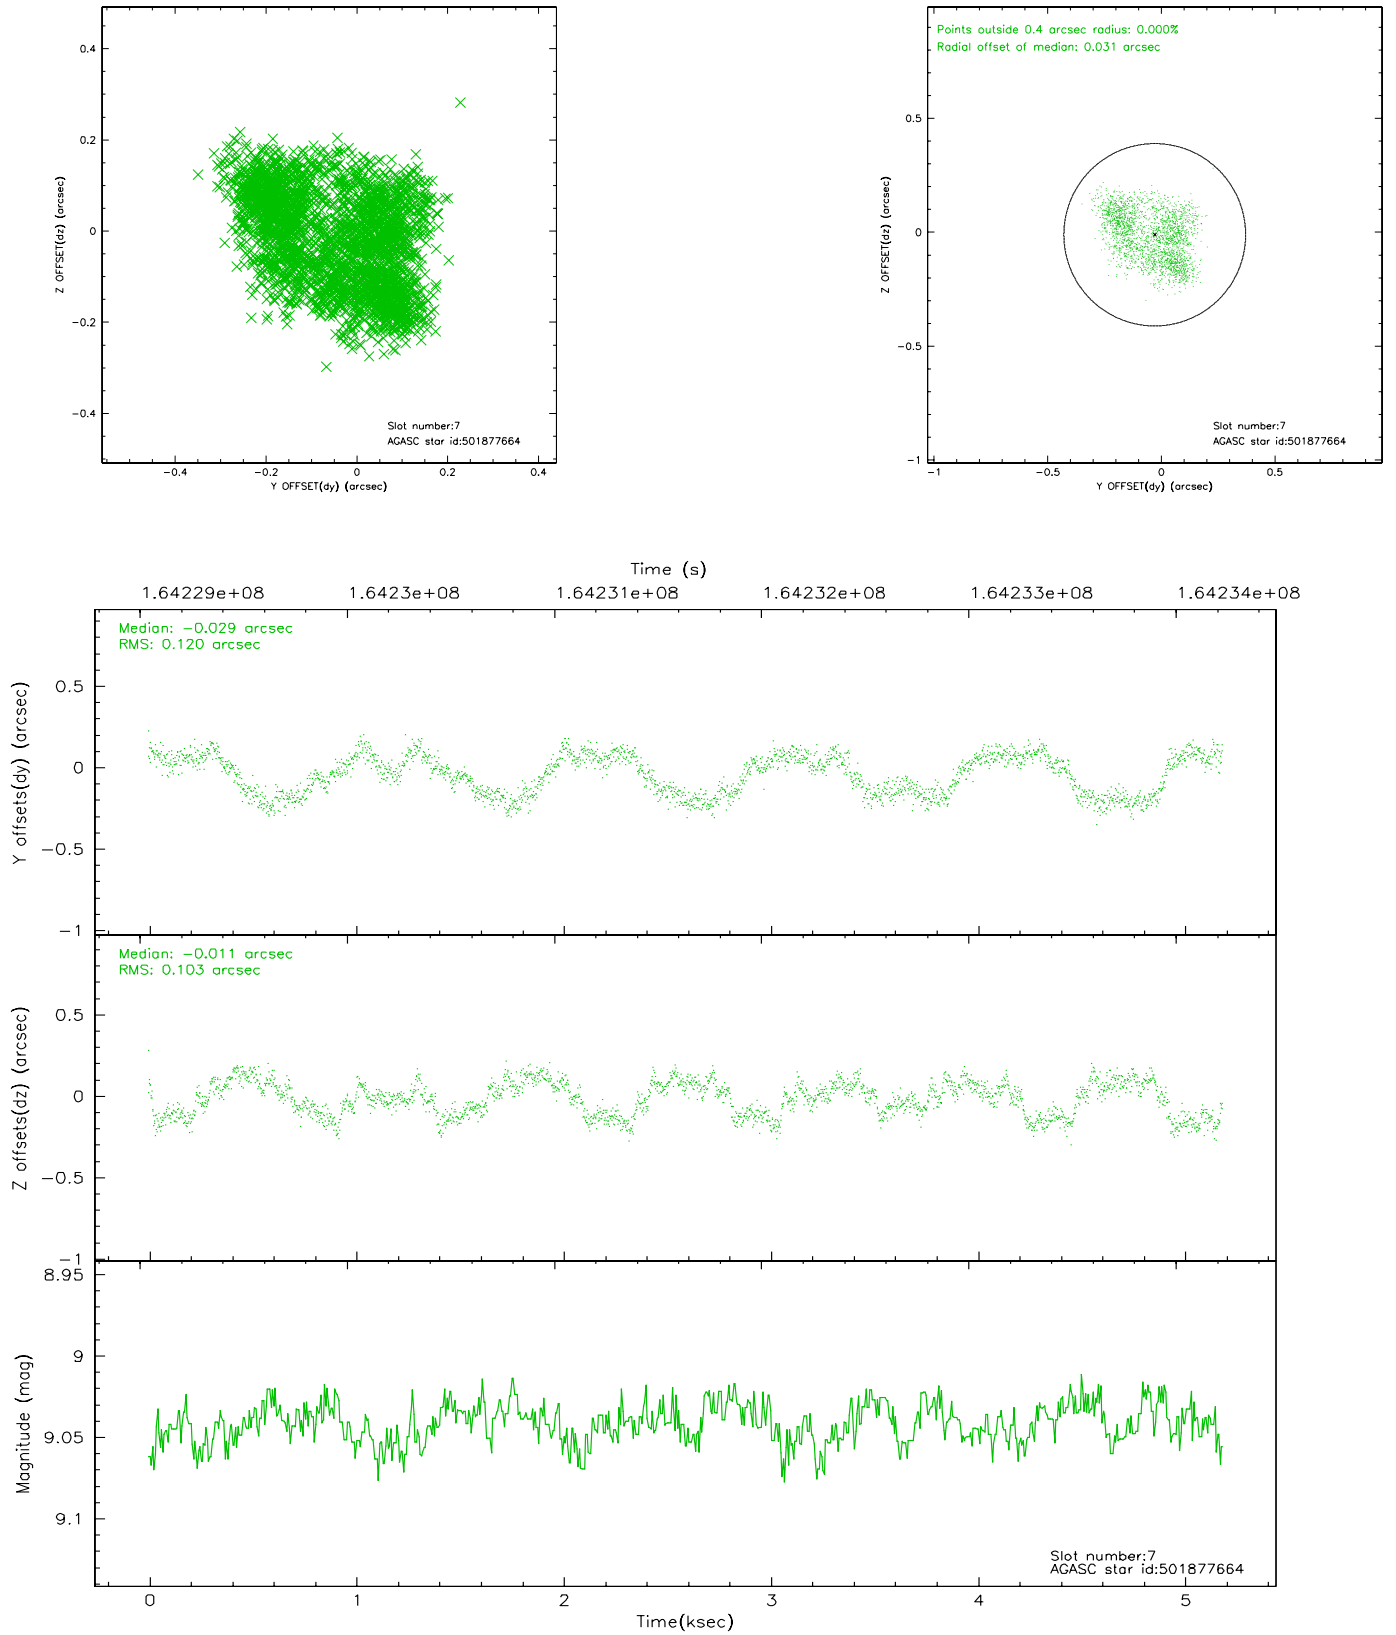 0.4
0.2
0
−0.2
−0.4
Z OFFSET(dz) (arcsec)
Slot number:7
AGASC star id:501877664
−0.4 −0.2 0 0.2 0.4
Y OFFSET(dy) (arcsec)
Points outside 0.4 arcsec radius: 0.000%
Radial offset of median: 0.031 arcsec
0.5
0
−0.5
−1
Z OFFSET(dz) (arcsec)
Slot number:7
AGASC star id:501877664
−1 −0.5 0 0.5
Y OFFSET(dy) (arcsec)
Time (s)
1.64229e+08 1.6423e+08 1.64231e+08 1.64232e+08 1.64233e+08 1.64234e+08
Median: −0.029 arcsec
RMS: 0.120 arcsec
0.5
0
−0.5
−1
Y offsets(dy) (arcsec)
Median: −0.011 arcsec
RMS: 0.103 arcsec
0.5
0
−0.5
−1
Z offsets(dz) (arcsec)
8.95
9
9.05
9.1
Magnitude (mag)
Slot number:7
AGASC star id:501877664
0 1 2 3 4 5
Time(ksec)